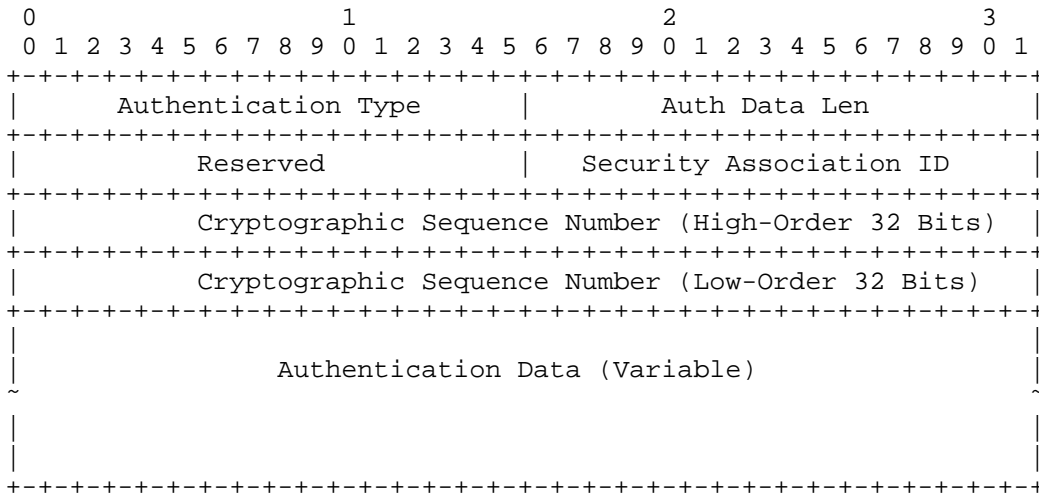 0                   1                   2                   3
 0 1 2 3 4 5 6 7 8 9 0 1 2 3 4 5 6 7 8 9 0 1 2 3 4 5 6 7 8 9 0 1
+-+-+-+-+-+-+-+-+-+-+-+-+-+-+-+-+-+-+-+-+-+-+-+-+-+-+-+-+-+-+-+-+
|      Authentication Type      |        Auth Data Len          |
+-+-+-+-+-+-+-+-+-+-+-+-+-+-+-+-+-+-+-+-+-+-+-+-+-+-+-+-+-+-+-+-+
|           Reserved            |   Security Association ID     |
+-+-+-+-+-+-+-+-+-+-+-+-+-+-+-+-+-+-+-+-+-+-+-+-+-+-+-+-+-+-+-+-+
|           Cryptographic Sequence Number (High-Order 32 Bits)  |
+-+-+-+-+-+-+-+-+-+-+-+-+-+-+-+-+-+-+-+-+-+-+-+-+-+-+-+-+-+-+-+-+
|           Cryptographic Sequence Number (Low-Order 32 Bits)   |
+-+-+-+-+-+-+-+-+-+-+-+-+-+-+-+-+-+-+-+-+-+-+-+-+-+-+-+-+-+-+-+-+
|                                                               |
|                Authentication Data (Variable)                 |
~                                                               ~
|                                                               |
|                                                               |
+-+-+-+-+-+-+-+-+-+-+-+-+-+-+-+-+-+-+-+-+-+-+-+-+-+-+-+-+-+-+-+-+